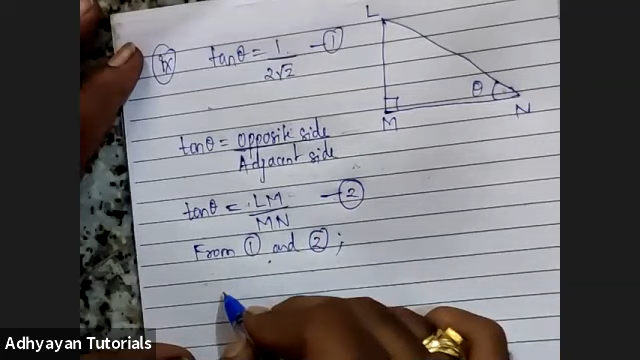 ix tanθ = 1/2√2 — ①
L
θ
M
N
tanθ = Opposite side/Adjacent side
tanθ = LM/MN — ②
From ① and ② ;
Adhyayan Tutorials